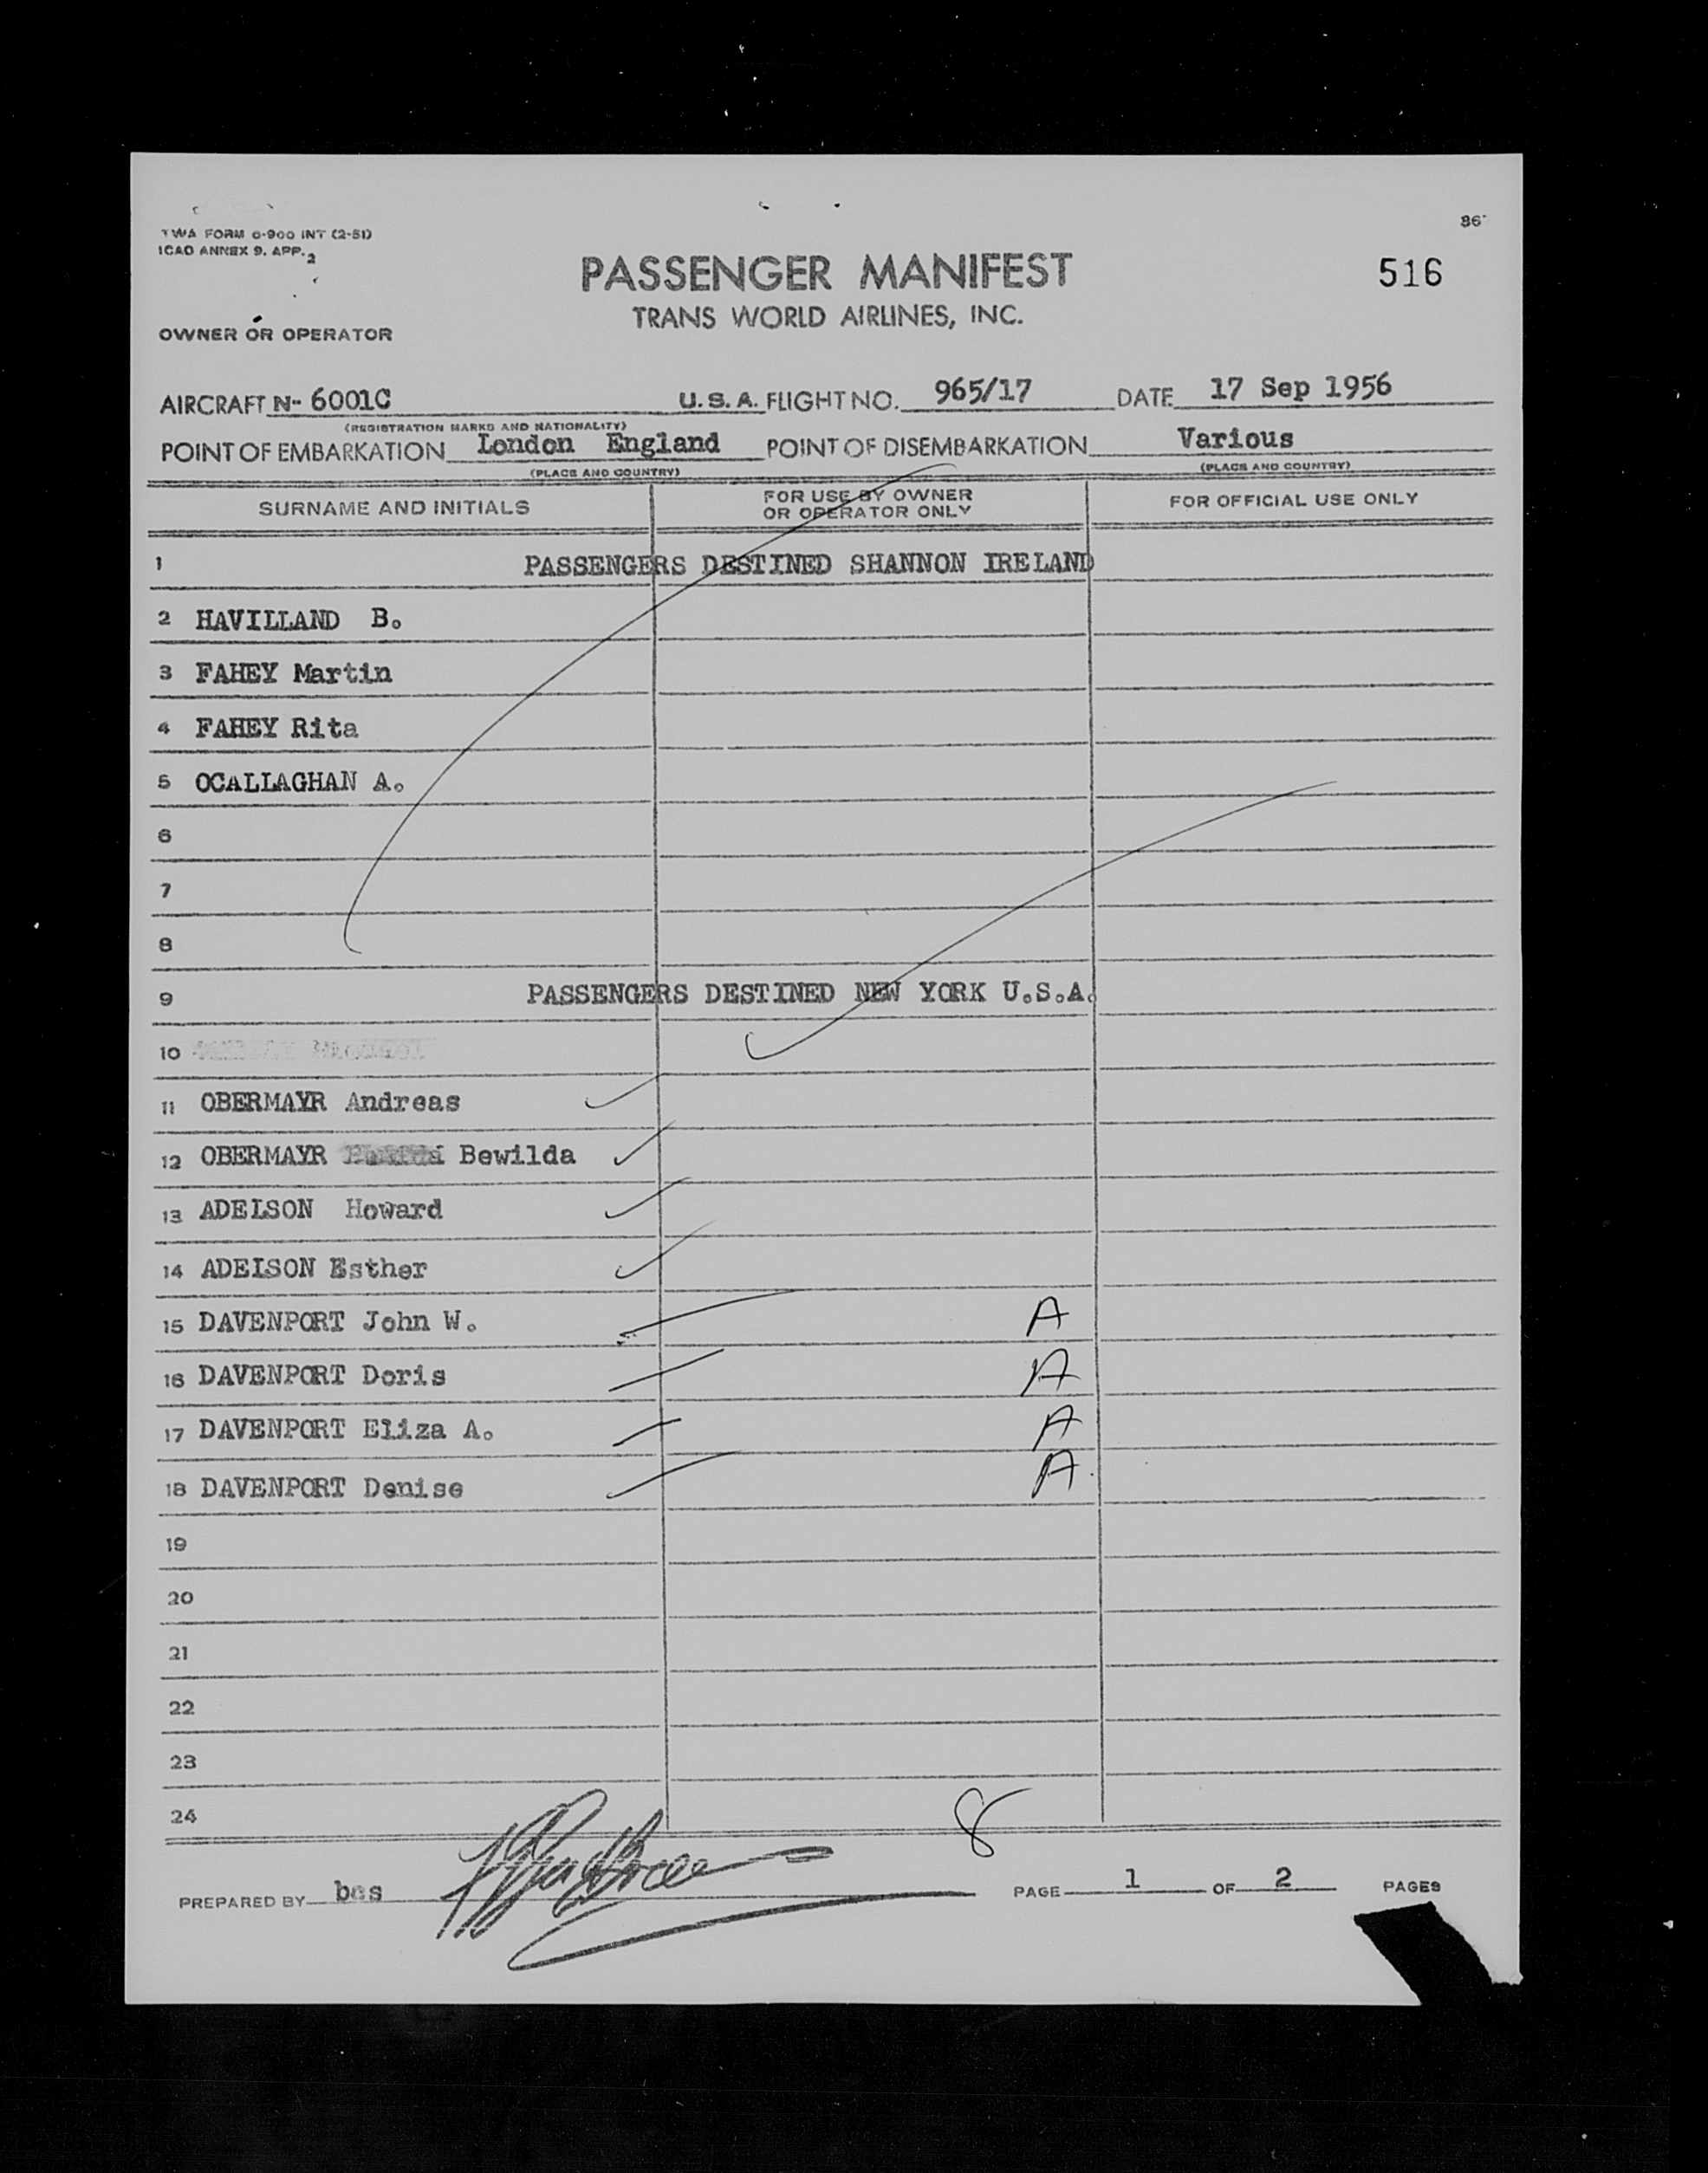 86
TWA FORM 0-900 INT (2-51)
ICAO ANNEX 9. APP. 2
PASSENGER MANIFEST
516
TRANS WORLD AIRLINES, INC.
OWNER OR OPERATOR
AIRCRAFT N- 6001C U.S.A. FLIGHT NO. 965/17 DATE 17 Sep 1956
(REGISTRATION MARKS AND NATIONALITY)
POINT OF EMBARKATION London England POINT OF DISEMBARKATION Various
(PLACE AND COUNTRY) (PLACE AND COUNTRY)
SURNAME AND INITIALS FOR USE BY OWNER OR OPERATOR ONLY FOR OFFICIAL USE ONLY
1 PASSENGERS DESTINED SHANNON IRELAND
2 HAVILLAND B.
3 FAHEY Martin
4 FAHEY Rita
5 OCALLAGHAN A.
6
7
8
9 PASSENGERS DESTINED NEW YORK U.S.A.
10
11 OBERMAYR Andreas
12 OBERMAYR Bewilda
13 ADELSON Howard
14 ADELSON Esther
15 DAVENPORT John W. A
16 DAVENPORT Doris A
17 DAVENPORT Eliza A. A
18 DAVENPORT Denise A
19
20
21
22
23
24
8
PREPARED BY bes PAGE 1 OF 2 PAGES